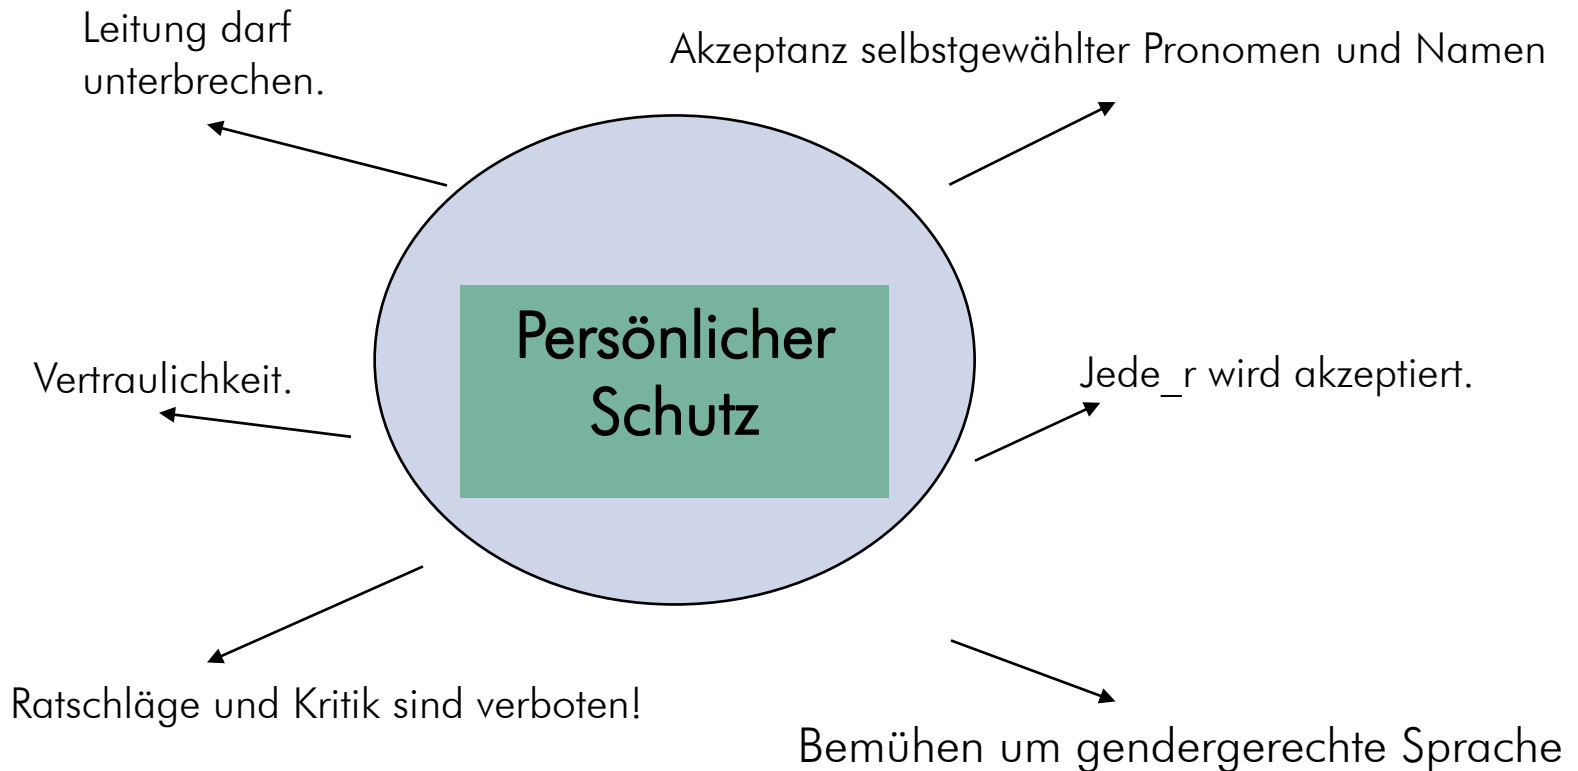 Leitung darf
unterbrechen.
Akzeptanz selbstgewählter Pronomen und Namen
Persönlicher
Schutz
Vertraulichkeit.
Jede_r wird akzeptiert.
Ratschläge und Kritik sind verboten!
Bemühen um gendergerechte Sprache